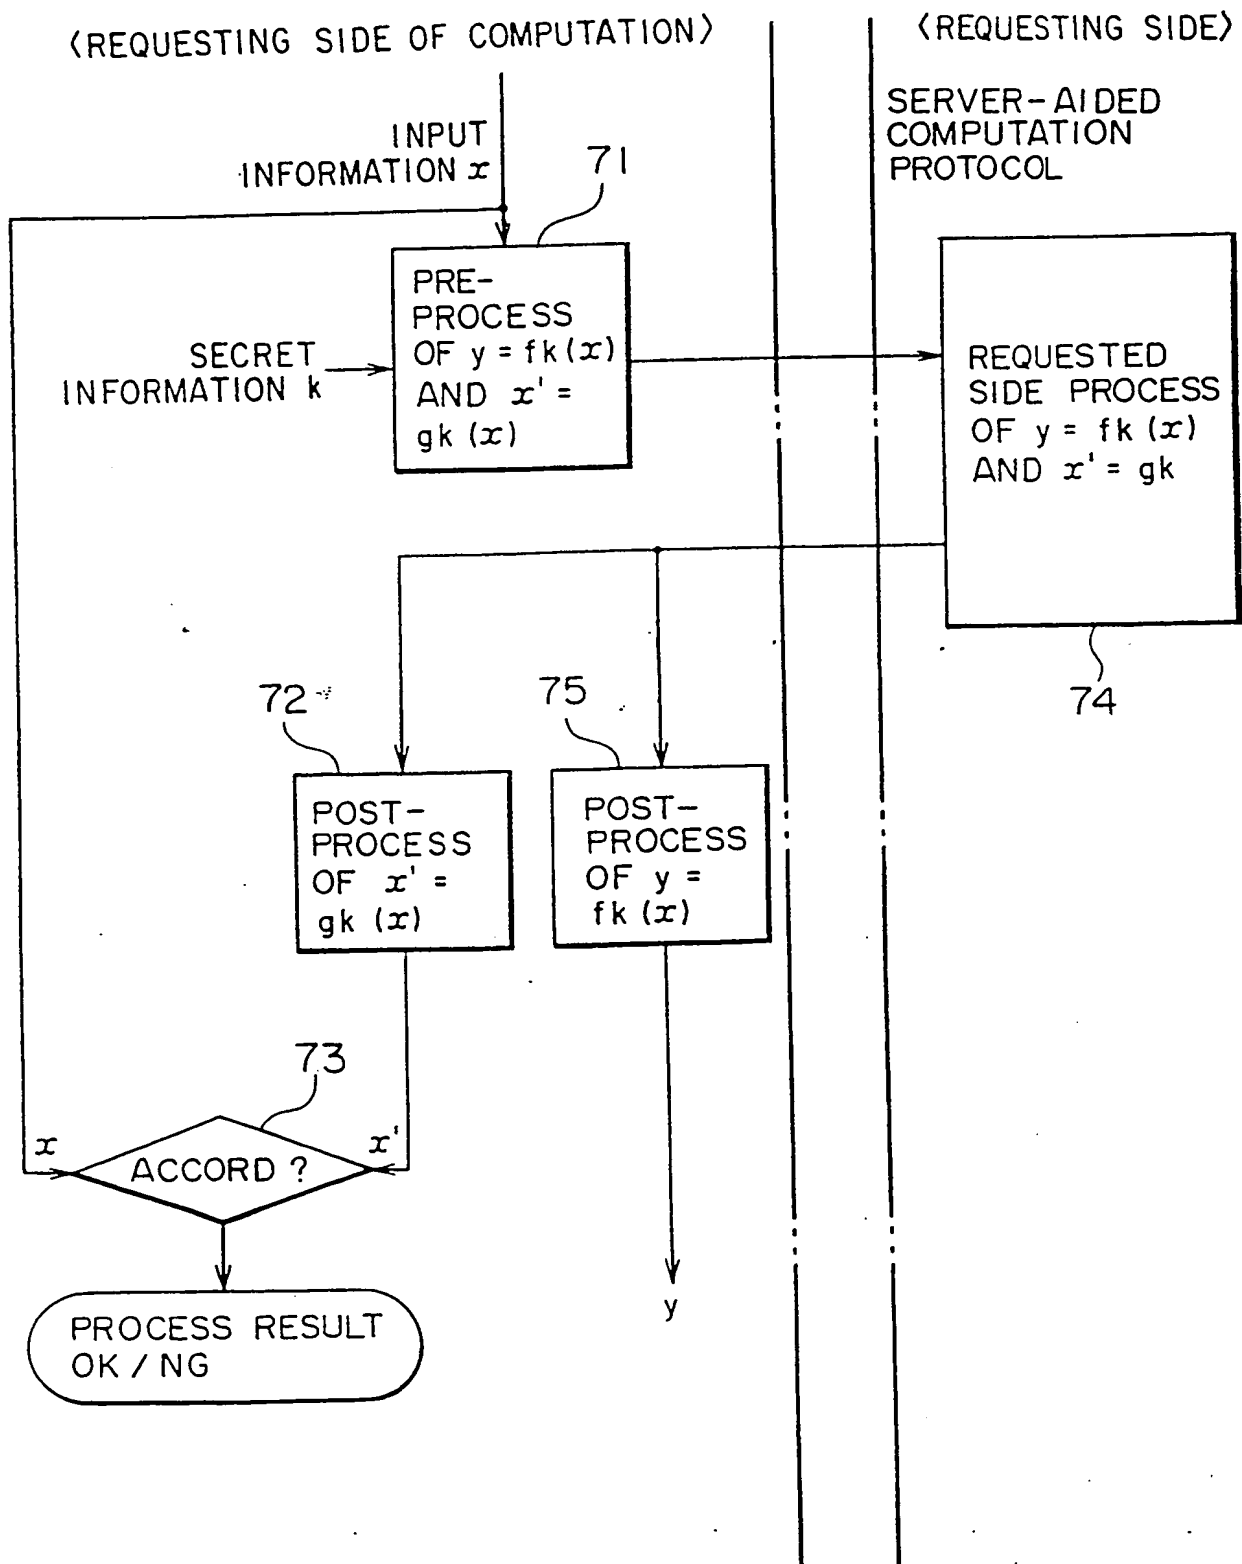 〈REQUESTING SIDE OF COMPUTATION〉
〈REQUESTING SIDE〉
SERVER-AIDED
COMPUTATION
PROTOCOL
INPUT
INFORMATION x
71
PRE-
PROCESS
OF y = fk(x)
AND x' =
gk (x)
SECRET
INFORMATION k
REQUESTED
SIDE PROCESS
OF y = fk (x)
AND x' = gk
74
72
75
POST-
PROCESS
OF x' =
gk (x)
POST-
PROCESS
OF y =
fk (x)
73
x
x'
ACCORD ?
y
PROCESS RESULT
OK / NG